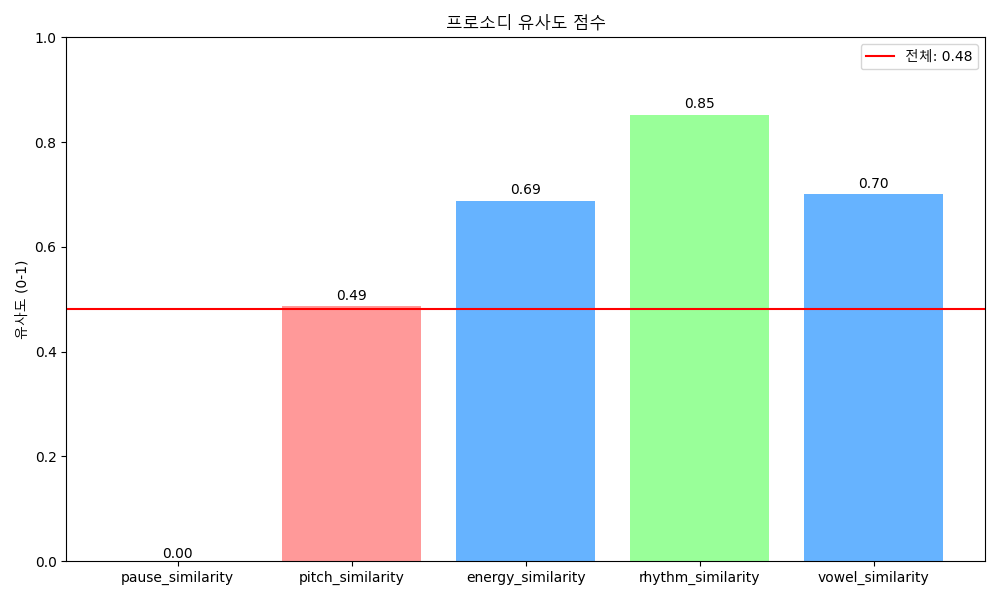 프로소디 유사도 점수
전체: 0.48
유사도 (0-1)
1.0
0.8
0.6
0.4
0.2
0.0
0.00
0.49
0.69
0.85
0.70
pause_similarity
pitch_similarity
energy_similarity
rhythm_similarity
vowel_similarity